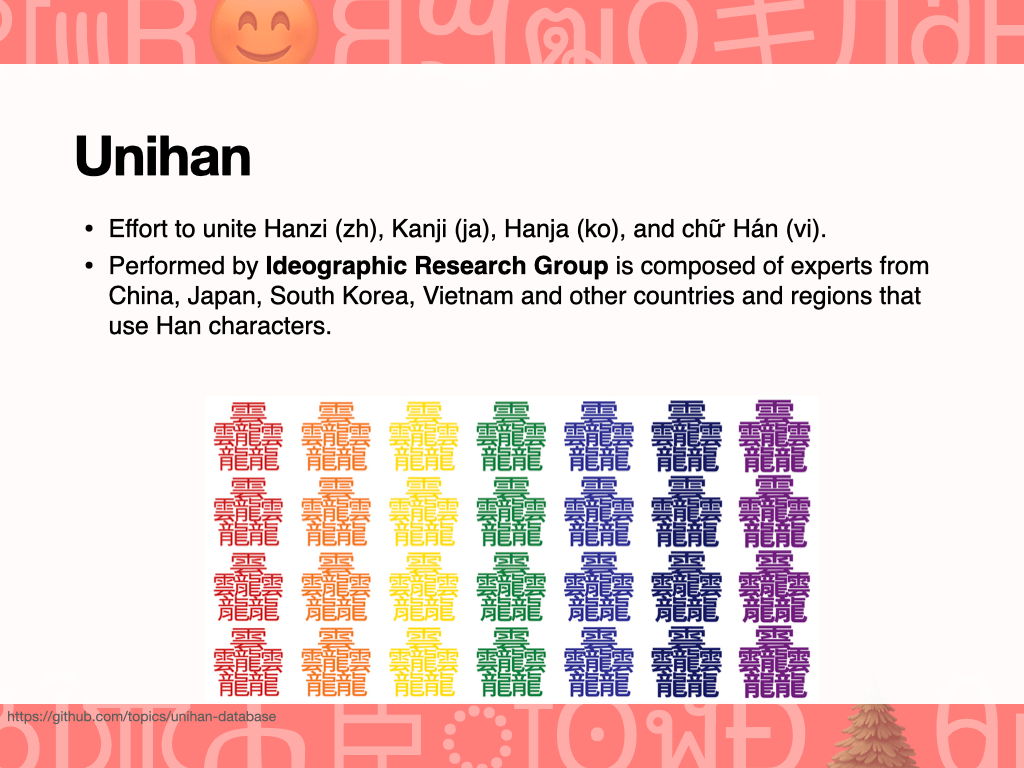 Unihan
• Effort to unite Hanzi (zh), Kanji (ja), Hanja (ko), and chữ Hán (vi).
• Performed by Ideographic Research Group is composed of experts from
China, Japan, South Korea, Vietnam and other countries and regions that
use Han characters.
𱁬 𱁬 𱁬 𱁬 𱁬 𱁬 𱁬
𱁬 𱁬 𱁬 𱁬 𱁬 𱁬 𱁬
𱁬 𱁬 𱁬 𱁬 𱁬 𱁬 𱁬
𱁬 𱁬 𱁬 𱁬 𱁬 𱁬 𱁬
https://github.com/topics/unihan-database